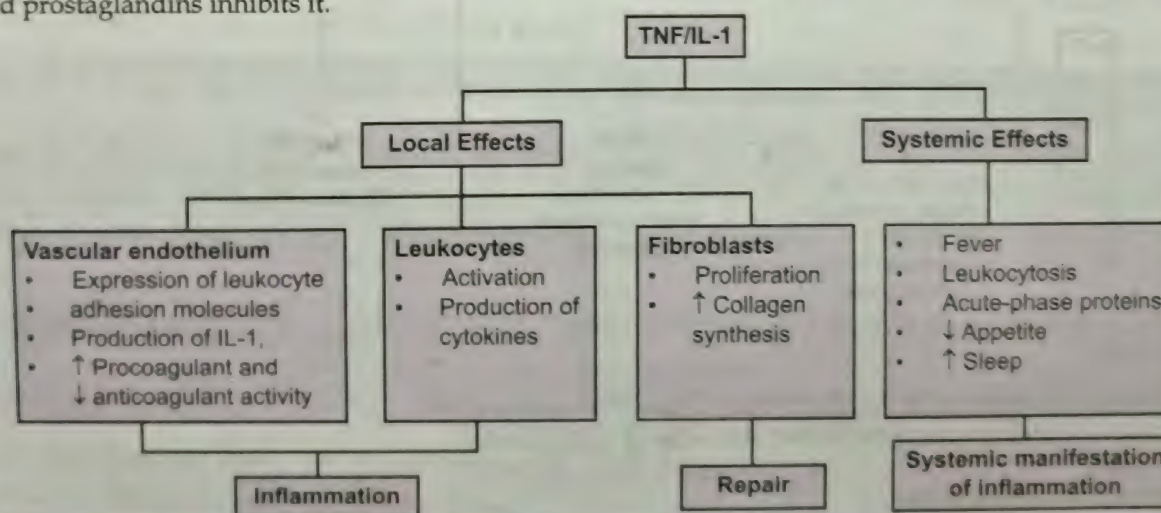 d prostaglandins inhibits it.
TNF/IL-1
Local Effects
Systemic Effects
Vascular endothelium
• Expression of leukocyte
• adhesion molecules
• Production of IL-1,
• ↑ Procoagulant and
↓ anticoagulant activity
Leukocytes
• Activation
• Production of
cytokines
Fibroblasts
• Proliferation
• ↑ Collagen
synthesis
• Fever
• Leukocytosis
• Acute-phase proteins
• ↓ Appetite
• ↑ Sleep
Inflammation
Repair
Systemic manifestation
of inflammation